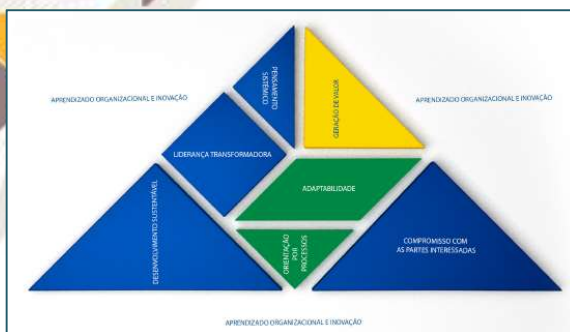 PENSAMENTO
SISTÊMICO
GERAÇÃO DE VALOR
APRENDIZADO ORGANIZACIONAL E INOVAÇÃO
APRENDIZADO ORGANIZACIONAL E INOVAÇÃO
LIDERANÇA TRANSFORMADORA
ADAPTABILIDADE
DESENVOLVIMENTO SUSTENTÁVEL
ORIENTAÇÃO
POR
PROCESSOS
COMPROMISSO COM
AS PARTES INTERESSADAS
APRENDIZADO ORGANIZACIONAL E INOVAÇÃO